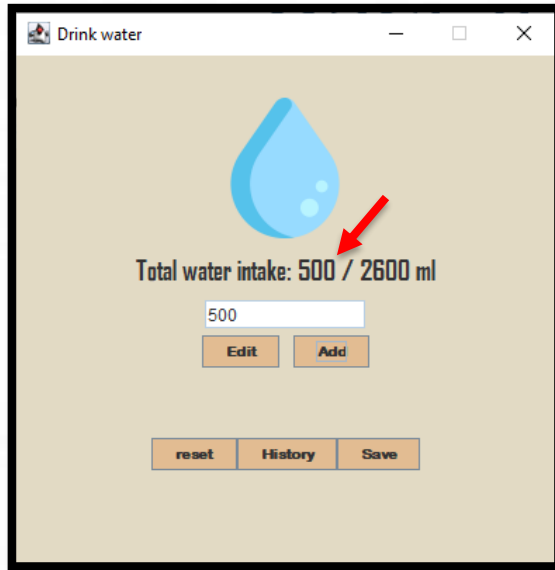 Drink water
Total water intake: 500 / 2600 ml
500
Edit Add
reset History Save